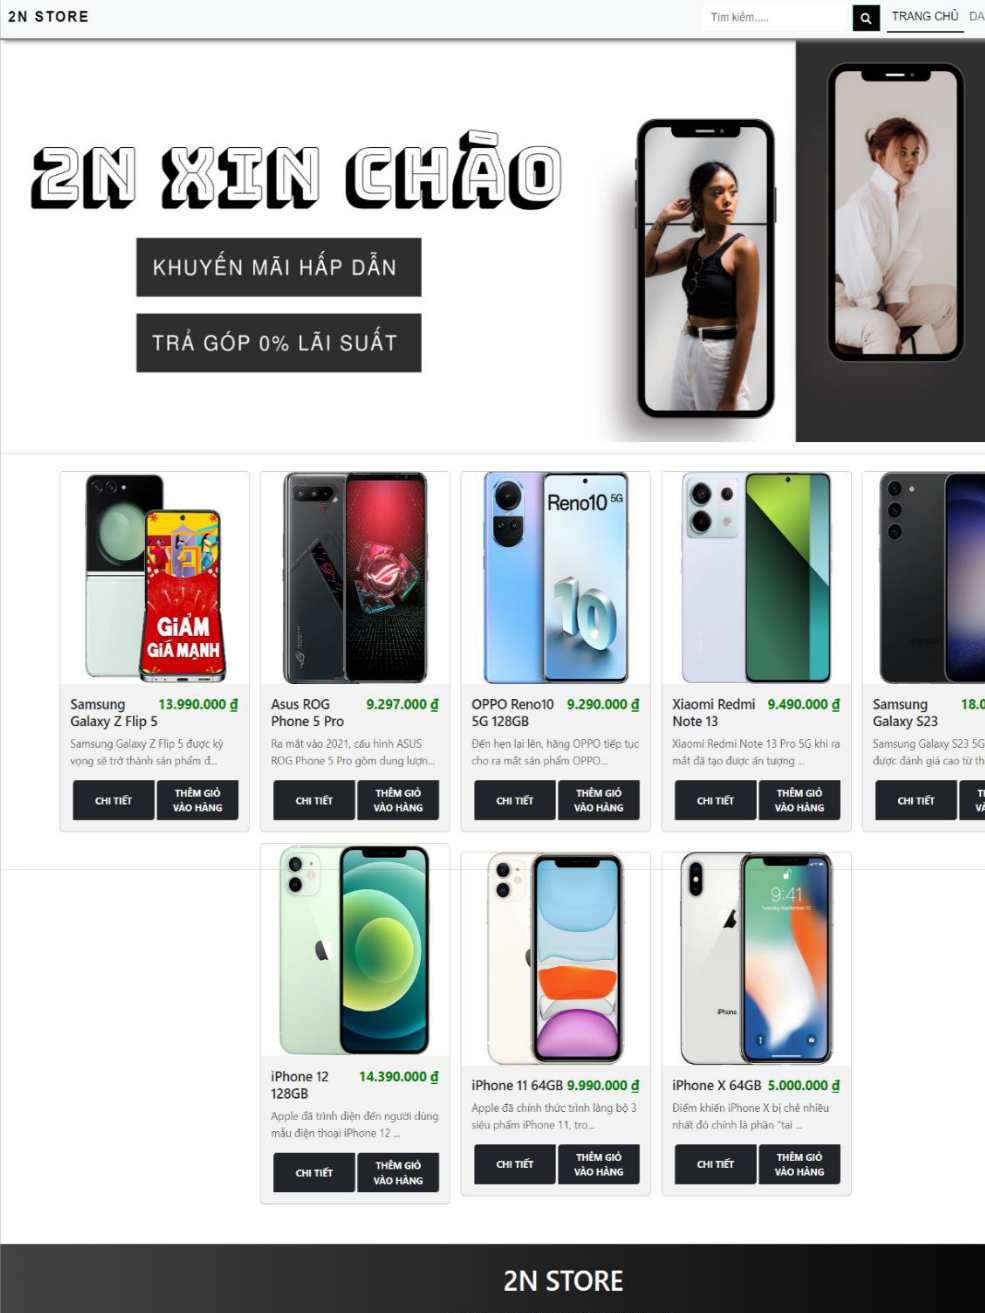 2N STORE
Tìm kiếm.....
TRANG CHỦ
DA
2N XIN CHÀO
KHUYẾN MÃI HẤP DẪN
TRẢ GÓP 0% LÃI SUẤT
GIẢM
GIÁ MẠNH
Reno10 5G
10
Samsung Galaxy Z Flip 5
13.990.000 ₫
Samsung Galaxy Z Flip 5 được kỳ
vọng sẽ trở thành sản phẩm đ...
CHI TIẾT
THÊM GIỎ
VÀO HÀNG
Asus ROG Phone 5 Pro
9.297.000 ₫
Ra mắt vào 2021, cấu hình ASUS
ROG Phone 5 Pro gồm dung lượn...
CHI TIẾT
THÊM GIỎ
VÀO HÀNG
OPPO Reno10 5G 128GB
9.290.000 ₫
Đến hẹn lại lên, hãng OPPO tiếp tục
cho ra mắt sản phẩm OPPO...
CHI TIẾT
THÊM GIỎ
VÀO HÀNG
Xiaomi Redmi Note 13
9.490.000 ₫
Xiaomi Redmi Note 13 Pro 5G khi ra
mắt đã tạo được ấn tượng ...
CHI TIẾT
THÊM GIỎ
VÀO HÀNG
Samsung Galaxy S23
18.0
Samsung Galaxy S23 5G
được đánh giá cao từ th
CHI TIẾT
iPhone 12 128GB
14.390.000 ₫
Apple đã trình diện đến người dùng
mẫu điện thoại iPhone 12 ...
CHI TIẾT
THÊM GIỎ
VÀO HÀNG
iPhone 11 64GB
9.990.000 ₫
Apple đã chính thức trình làng bộ 3
siêu phẩm iPhone 11, tro...
CHI TIẾT
THÊM GIỎ
VÀO HÀNG
9:41
iPhone
iPhone X 64GB
5.000.000 ₫
Điểm khiến iPhone X bị chê nhiều
nhất đó chính là phần "tai ...
CHI TIẾT
THÊM GIỎ
VÀO HÀNG
2N STORE